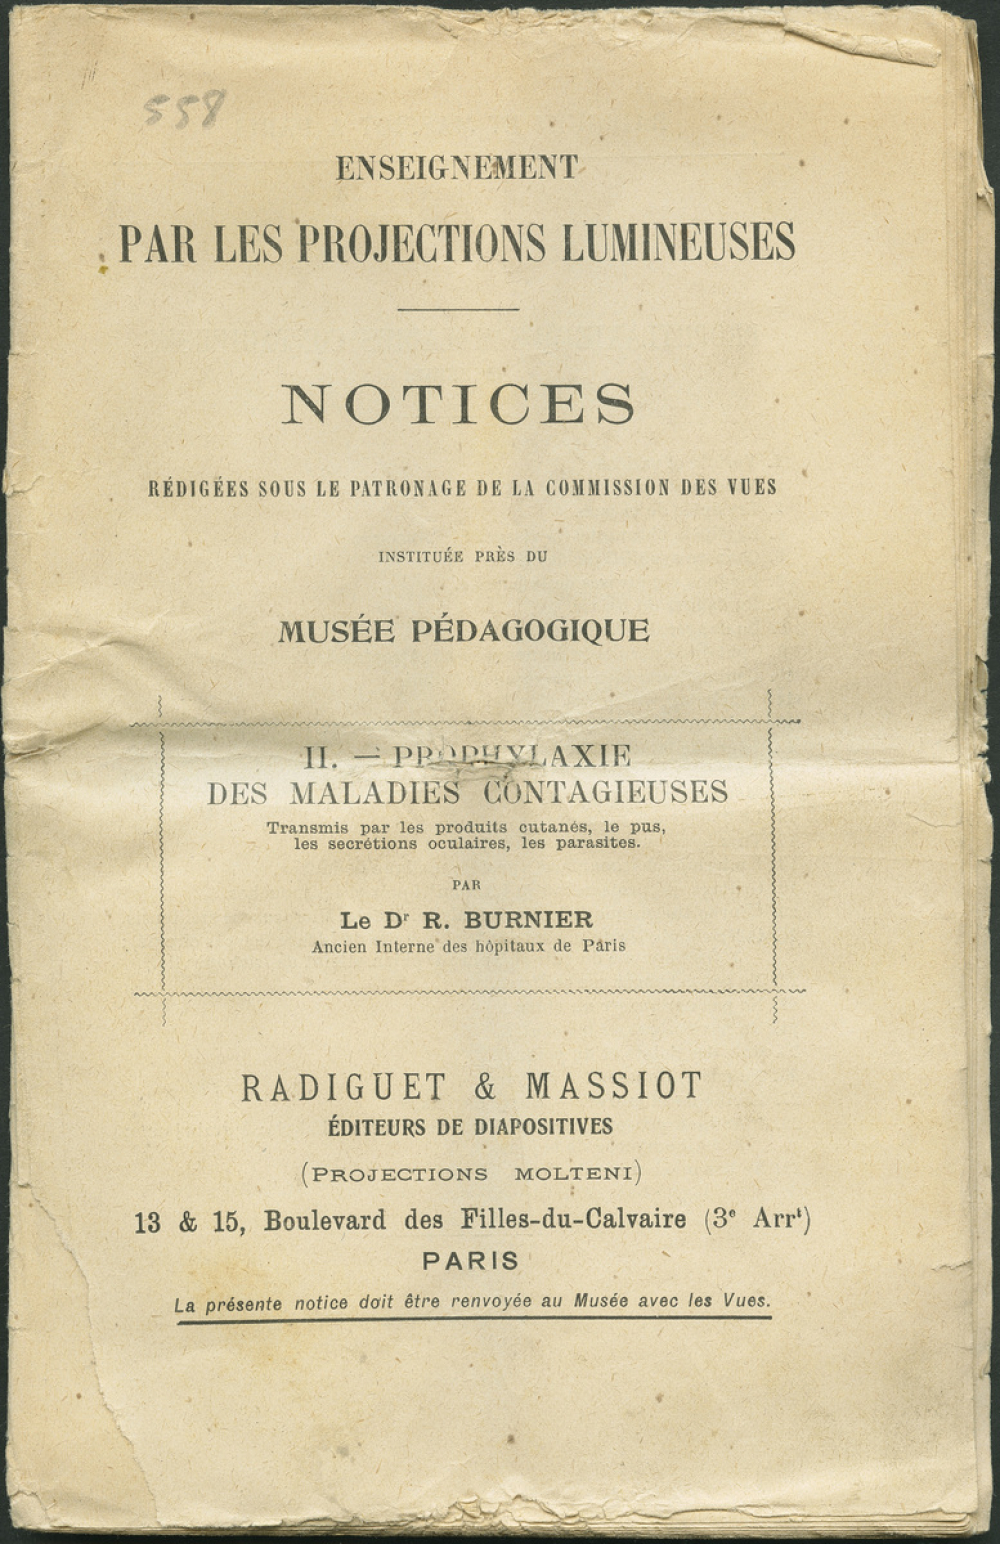 558
ENSEIGNEMENT
PAR LES PROJECTIONS LUMINEUSES
NOTICES
RÉDIGÉES SOUS LE PATRONAGE DE LA COMMISSION DES VUES
INSTITUÉE PRÈS DU
MUSÉE PÉDAGOGIQUE
II. — PROPHYLAXIE
DES MALADIES CONTAGIEUSES
Transmis par les produits cutanés, le pus,
les secrétions oculaires, les parasites.
PAR
Le Dr R. BURNIER
Ancien Interne des hôpitaux de Paris
RADIGUET & MASSIOT
ÉDITEURS DE DIAPOSITIVES
(PROJECTIONS MOLTENI)
13 & 15, Boulevard des Filles-du-Calvaire (3e Arrt)
PARIS
La présente notice doit être renvoyée au Musée avec les Vues.